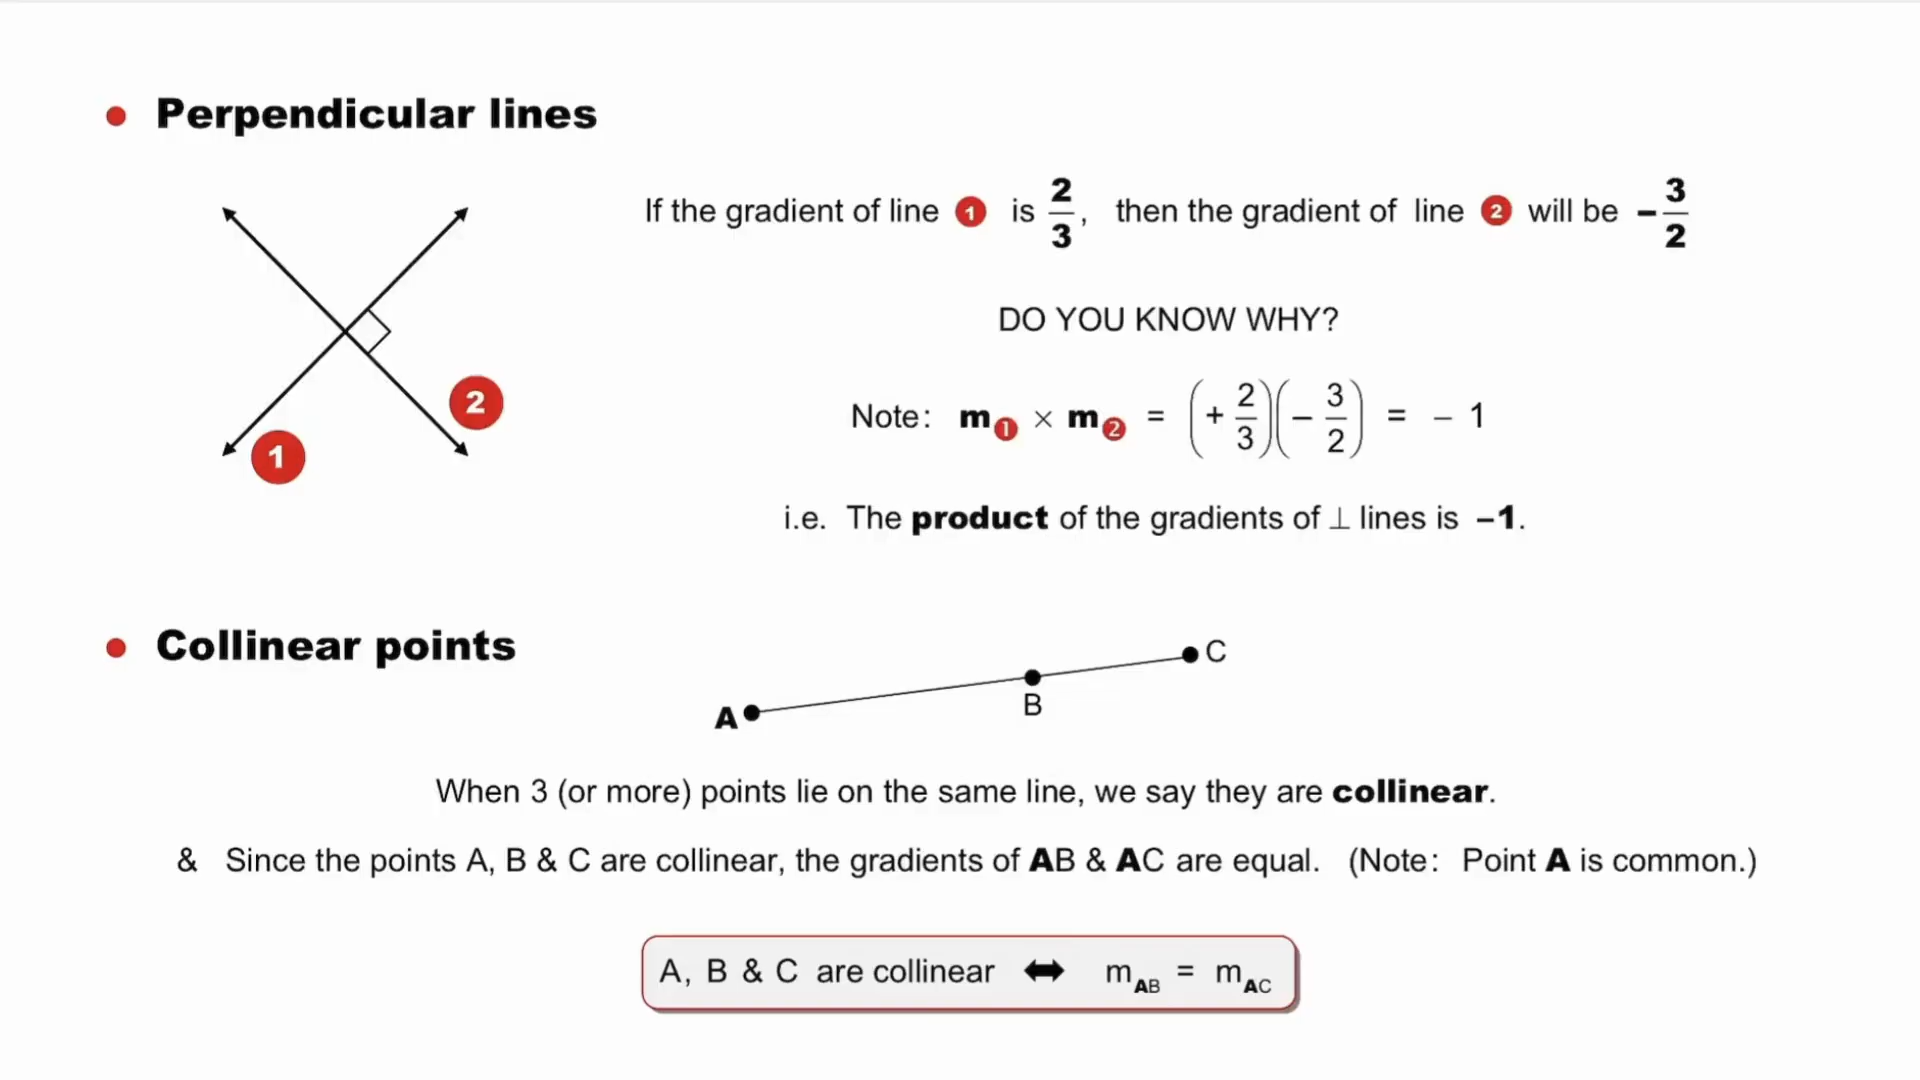 • Perpendicular lines
If the gradient of line 1 is 2/3, then the gradient of line 2 will be –3/2
DO YOU KNOW WHY?
2
1
Note: m1 × m2 = (+ 2/3)(– 3/2) = – 1
i.e. The product of the gradients of ⊥ lines is –1.
• Collinear points
C
A
B
When 3 (or more) points lie on the same line, we say they are collinear.
& Since the points A, B & C are collinear, the gradients of AB & AC are equal. (Note: Point A is common.)
A, B & C are collinear ⬌ mAB = mAC